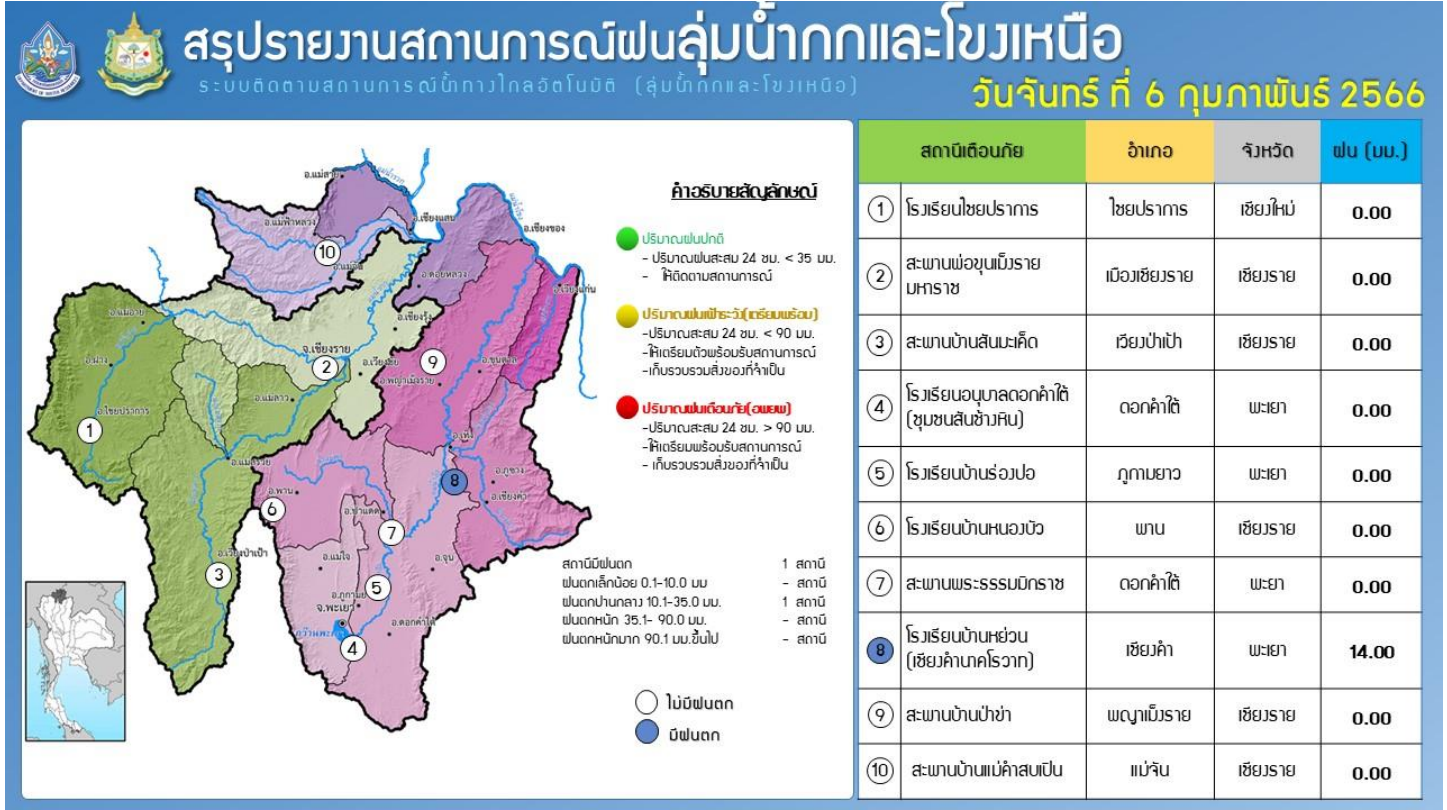 สรุปรายงานสถานการณ์ฝนลุ่มน้ำกกและโขงเหนือ
ระบบติดตามสถานการณ์น้ำทางไกลอัตโนมัติ (ลุ่มน้ำกกและโขงเหนือ)
วันจันทร์ ที่ 6 กุมภาพันธ์ 2566
อ.แม่สาย
อ.แม่ฟ้าหลวง
อ.เชียงแสน
อ.เชียงของ
10
อ.ดอยหลวง
อ.เวียงแก่น
อ.แม่อาย
อ.เชียงรุ้ง
อ.ฝาง
จ.เชียงราย
2
อ.เวียงชัย
9
อ.ขุนตาล
อ.พญาเม็งราย
อ.แม่ลาว
อ.ไชยปราการ
1
อ.เทิง
อ.แม่สรวย
8
อ.ภูซาง
อ.เชียงคำ
อ.พาน
6
อ.ป่าแดด
7
อ.เวียงป่าเป้า
3
อ.แม่ใจ
อ.จุน
5
จ.พะเยา
อ.ดอกคำใต้
4
คำอธิบายสัญลักษณ์
ปริมาณฝนปกติ
- ปริมาณฝนสะสม 24 ชม. < 35 มม.
- ให้ติดตามสถานการณ์
ปริมาณฝนเฝ้าระวัง(เตรียมพร้อม)
-ปริมาณสะสม 24 ชม. < 90 มม.
-ให้เตรียมตัวพร้อมรับสถานการณ์
-เก็บรวบรวมสิ่งของที่จำเป็น
ปริมาณฝนเตือนภัย(อพยพ)
-ปริมาณสะสม 24 ชม. > 90 มม.
-ให้เตรียมพร้อมรับสถานการณ์
- เก็บรวบรวมสิ่งของที่จำเป็น
สถานีมีฝนตก 1 สถานี
ฝนตกเล็กน้อย 0.1-10.0 มม - สถานี
ฝนตกปานกลาง 10.1-35.0 มม. 1 สถานี
ฝนตกหนัก 35.1- 90.0 มม. - สถานี
ฝนตกหนักมาก 90.1 มม.ขึ้นไป - สถานี
ไม่มีฝนตก
มีฝนตก
สถานีเตือนภัย อำเภอ จังหวัด ฝน (มม.)
1 โรงเรียนไชยปราการ ไชยปราการ เชียงใหม่ 0.00
2 สะพานพ่อขุนเม็งราย
มหาราช เมืองเชียงราย เชียงราย 0.00
3 สะพานบ้านสันมะเค็ด เวียงป่าเป้า เชียงราย 0.00
4 โรงเรียนอนุบาลดอกคำใต้
(ชุมชนสันช้างหิน) ดอกคำใต้ พะเยา 0.00
5 โรงเรียนบ้านร่องปอ ภูกามยาว พะเยา 0.00
6 โรงเรียนบ้านหนองบัว พาน เชียงราย 0.00
7 สะพานพระธรรมมิกราช ดอกคำใต้ พะยา 0.00
8 โรงเรียนบ้านหย่วน
(เชียงคำนาคโรวาท) เชียงคำ พะเยา 14.00
9 สะพานบ้านป่าข่า พญาเม็งราย เชียงราย 0.00
10 สะพานบ้านแม่คำสบเปิน แม่จัน เชียงราย 0.00